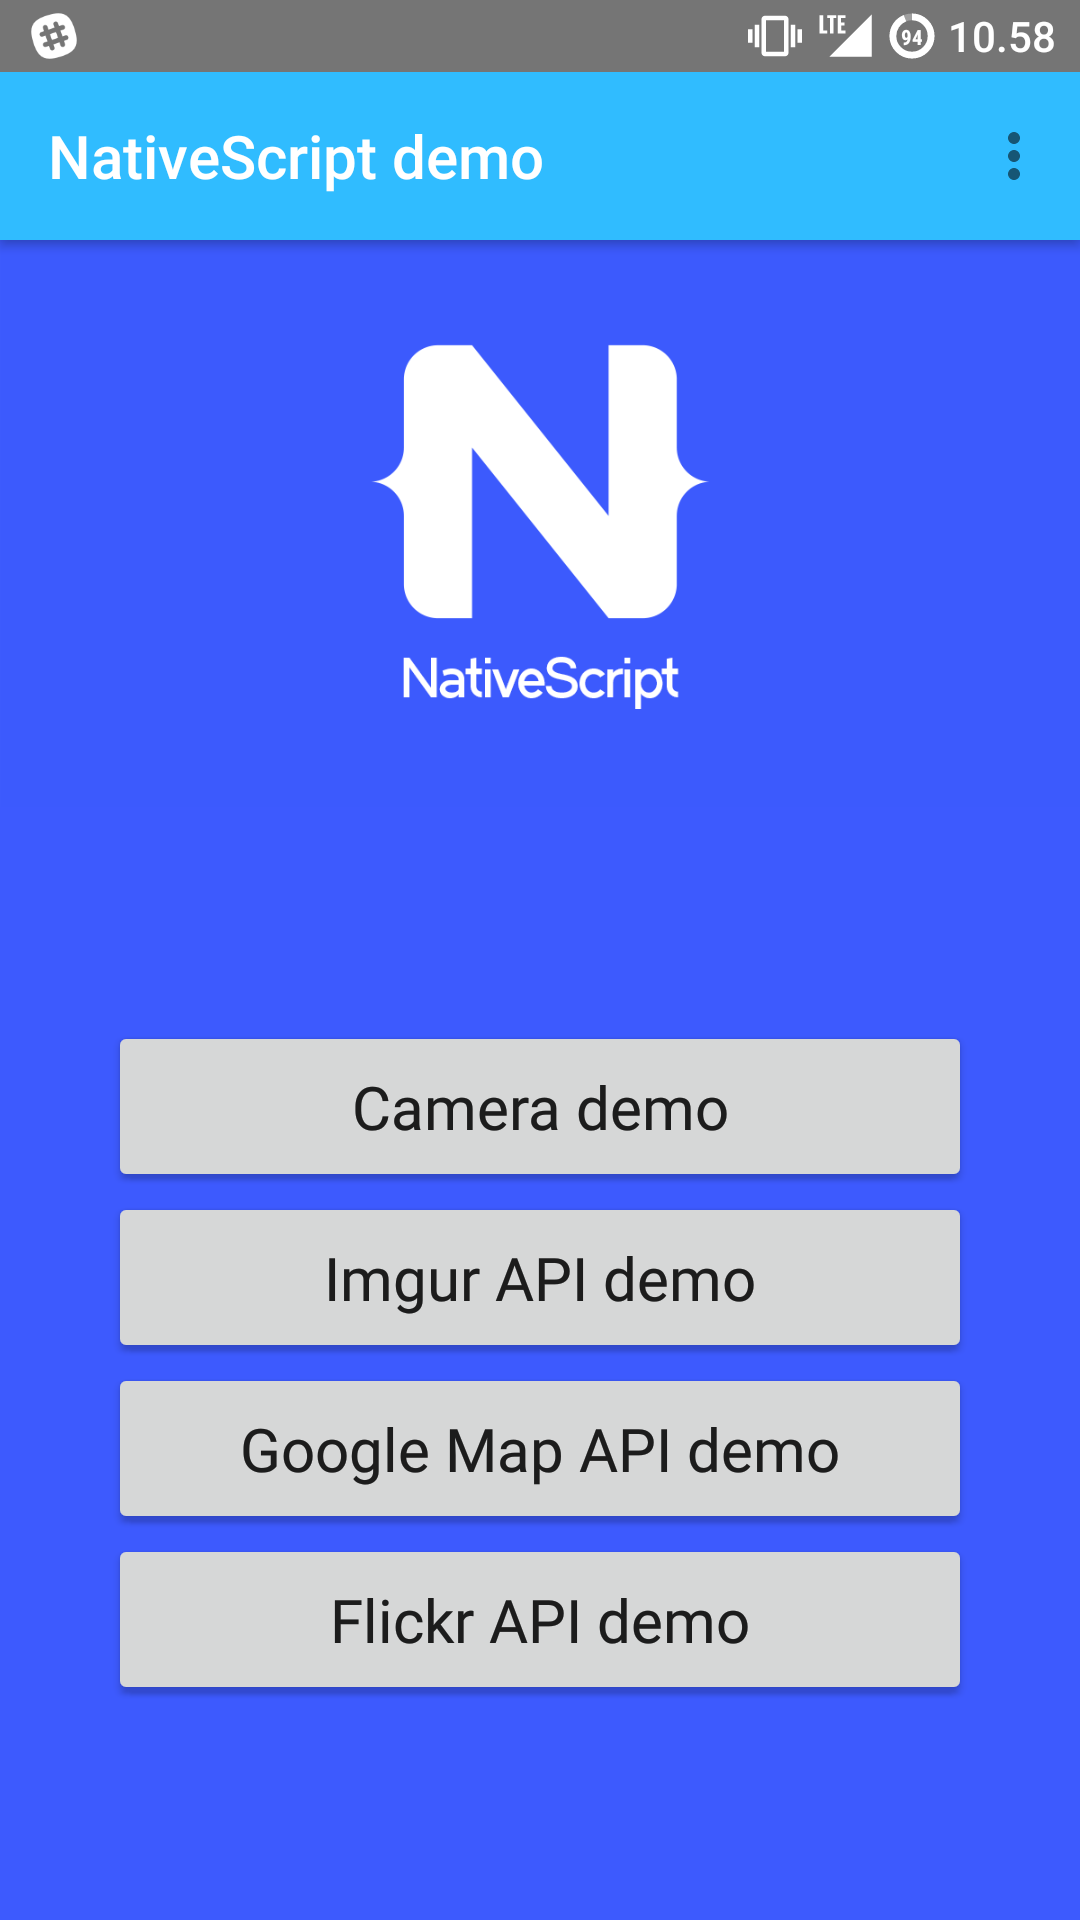 LTE 94 10.58
NativeScript demo
NativeScript
Camera demo
Imgur API demo
Google Map API demo
Flickr API demo